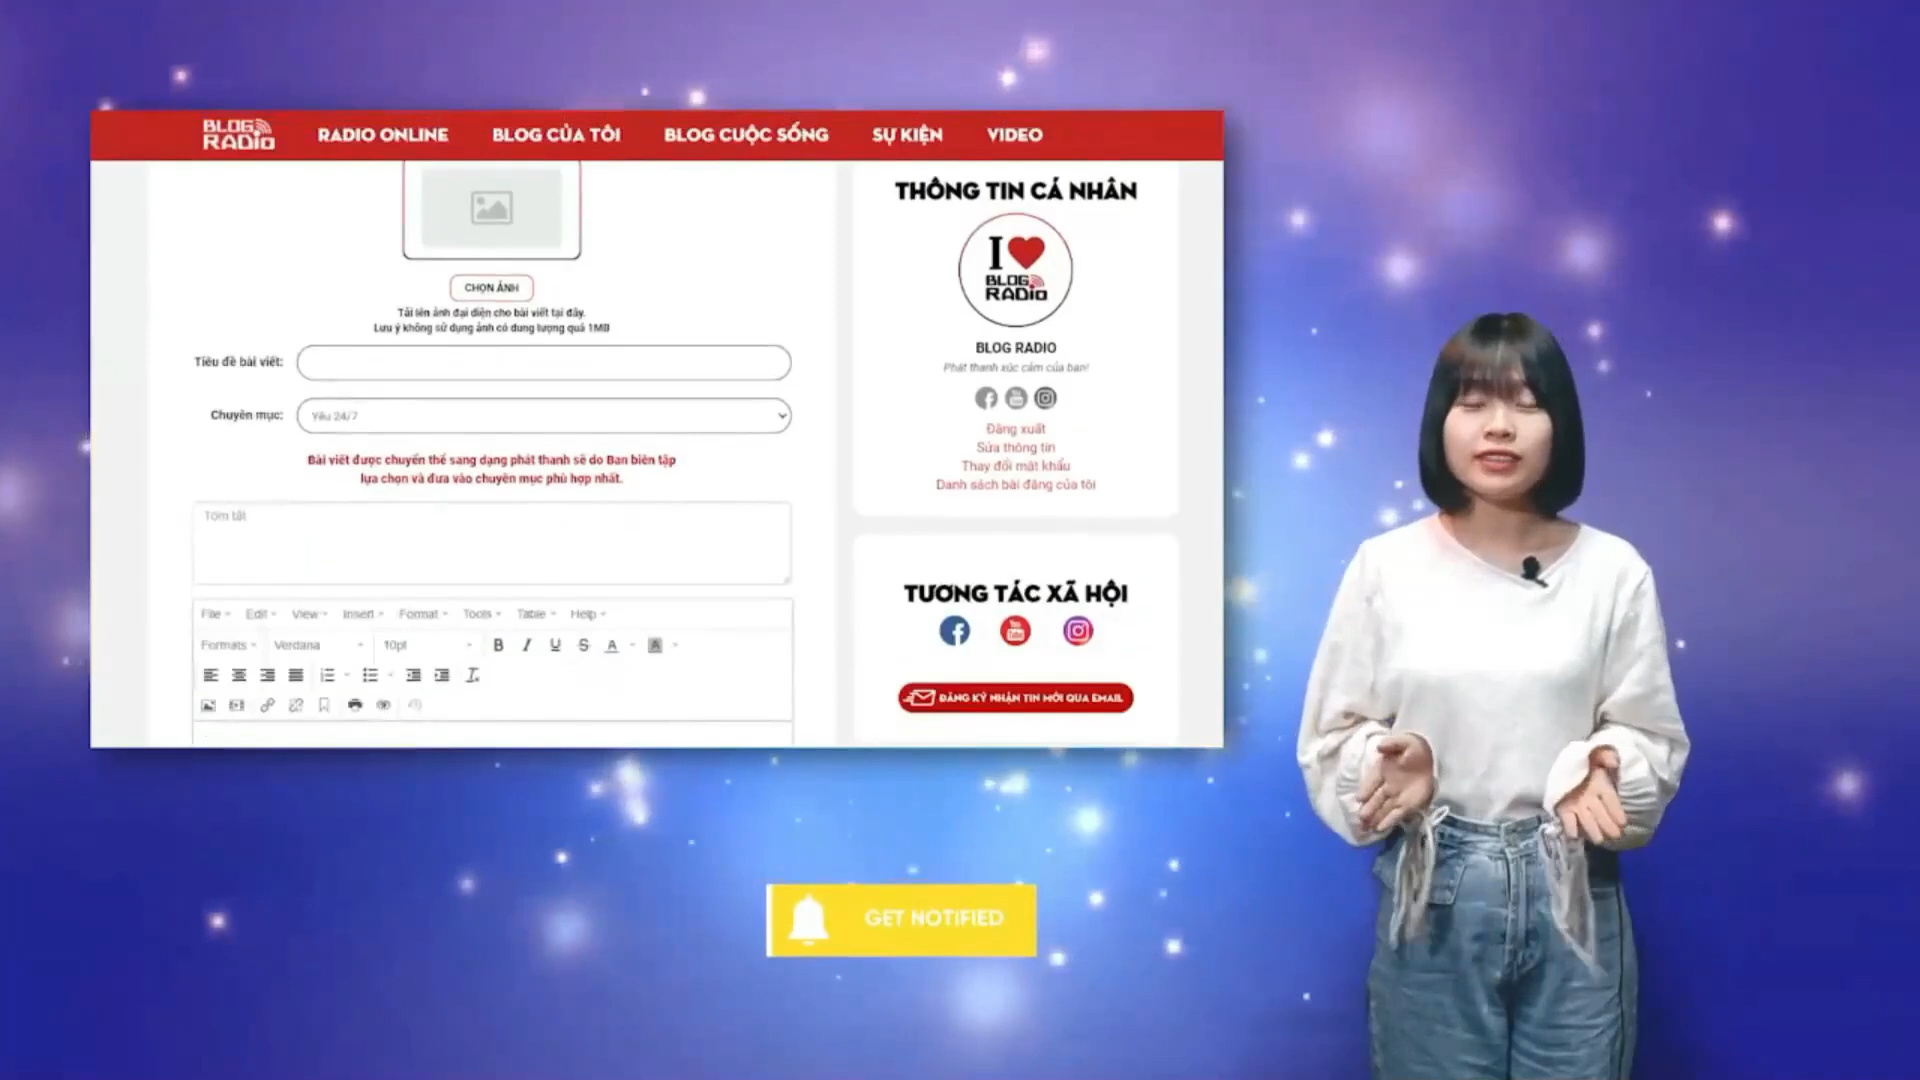 BLOG RADIO
RADIO ONLINE
BLOG CỦA TÔI
BLOG CUỘC SỐNG
SỰ KIỆN
VIDEO
CHỌN ẢNH
Tải lên ảnh đại diện cho bài viết tại đây.
Lưu ý không sử dụng ảnh có dung lượng quá 1MB
Tiêu đề bài viết:
Chuyên mục:
Yêu 24/7
Bài viết được chuyển thể sang dạng phát thanh sẽ do Ban biên tập
lựa chọn và đưa vào chuyên mục phù hợp nhất.
Tóm tắt
File Edit View Insert Format Tools Table Help
Formats Verdana 10pt B I U S A A
THÔNG TIN CÁ NHÂN
I
BLOG
RADIO
BLOG RADIO
Phát thanh xúc cảm của bạn!
Đăng xuất
Sửa thông tin
Thay đổi mật khẩu
Danh sách bài đăng của tôi
TƯƠNG TÁC XÃ HỘI
ĐĂNG KÝ NHẬN TIN MỚI QUA EMAIL
GET NOTIFIED